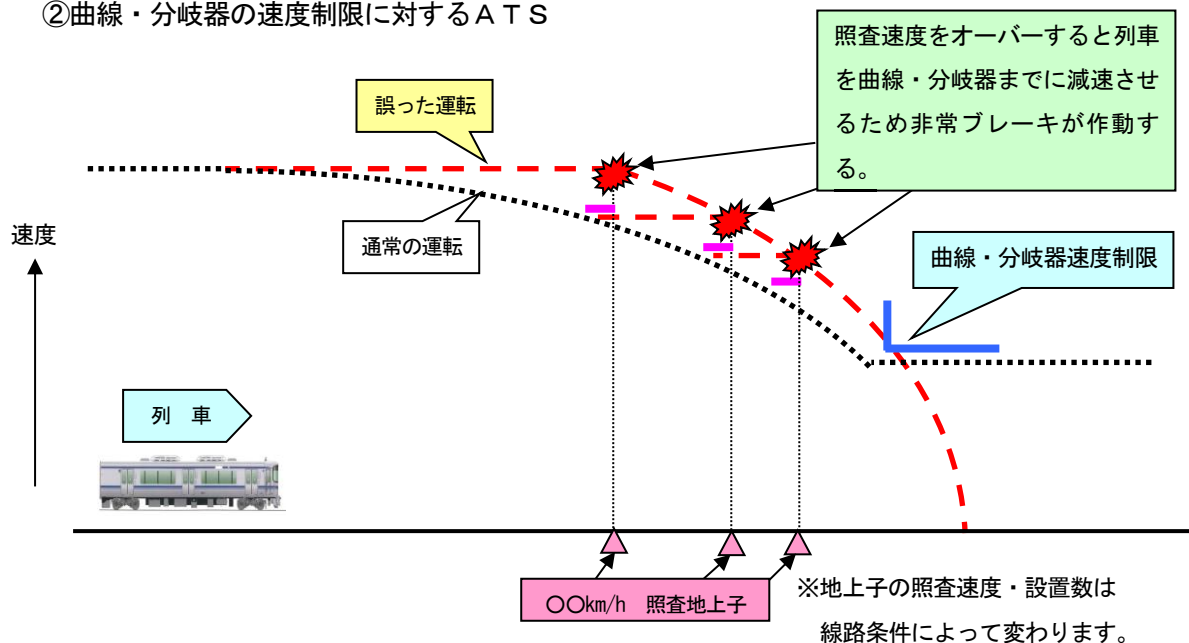 ②曲線・分岐器の速度制限に対するＡＴＳ
照査速度をオーバーすると列車
を曲線・分岐器までに減速させ
るため非常ブレーキが作動す
る。
誤った運転
通常の運転
速度
曲線・分岐器速度制限
列　車
〇〇km/h　照査地上子
※地上子の照査速度・設置数は
線路条件によって変わります。